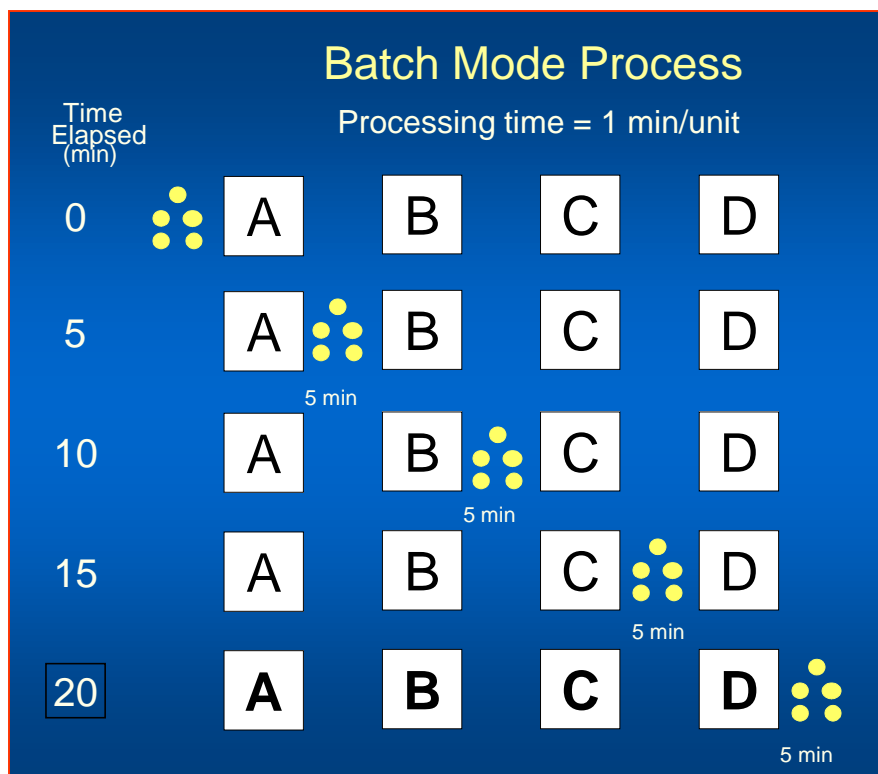 Batch Mode Process
Time
Elapsed
(min)
Processing time = 1 min/unit
0 A B C D
5 A B C D
5 min
10 A B C D
5 min
15 A B C D
5 min
20 A B C D
5 min